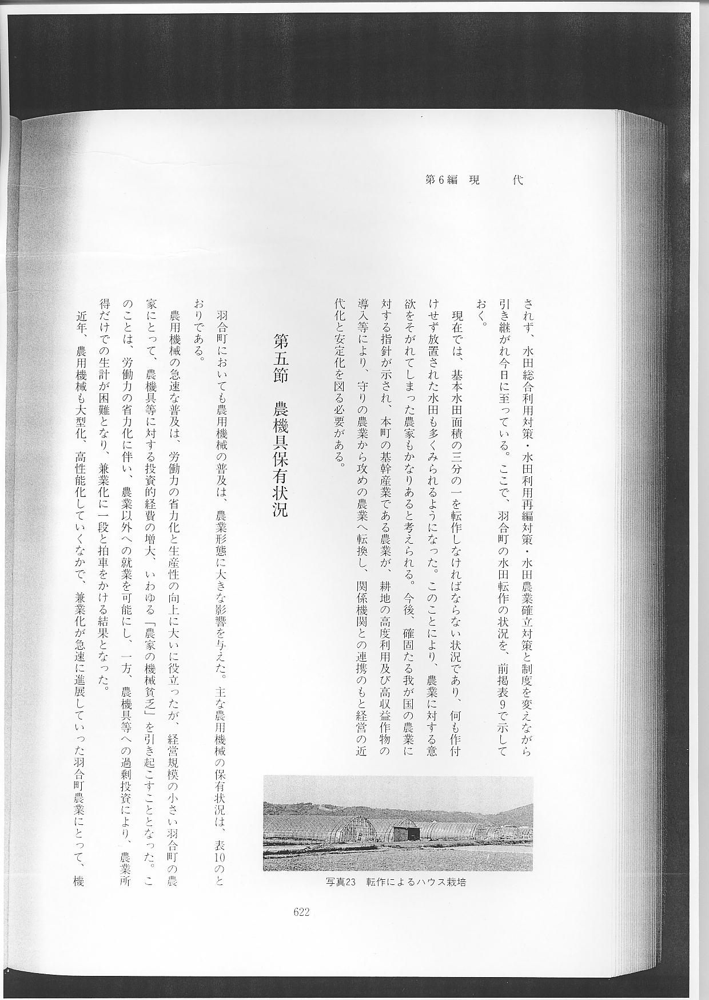 第6編 現 代
されず、水田総合利用対策・水田利用再編対策・水田農業確立対策と制度を変えながら
引き継がれ今日に至っている。ここで、羽合町の水田転作の状況を、前掲表9で示して
おく。
現在では、基本水田面積の三分の一を転作しなければならない状況であり、何も作付
けせず放置された水田も多くみられるようになった。このことにより、農業に対する意
欲をそがれてしまった農家もかなりあると考えられる。今後、確固たる我が国の農業に
対する指針が示され、本町の基幹産業である農業が、耕地の高度利用及び高収益作物の
導入等により、守りの農業から攻めの農業へ転換し、関係機関との連携のもと経営の近
代化と安定化を図る必要がある。
写真23 転作によるハウス栽培
第五節 農機具保有状況
羽合町においても農用機械の普及は、農業形態に大きな影響を与えた。主な農用機械の保有状況は、表10のと
おりである。
農用機械の急速な普及は、労働力の省力化と生産性の向上に大いに役立ったが、経営規模の小さい羽合町の農
家にとって、農機具等に対する投資的経費の増大、いわゆる「農家の機械貧乏」を引き起こすこととなった。こ
のことは、労働力の省力化に伴い、農業以外への就業を可能にし、一方、農機具等への過剰投資により、農業所
得だけでの生計が困難となり、兼業化に一段と拍車をかける結果となった。
近年、農用機械も大型化、高性能化していくなかで、兼業化が急速に進展していった羽合町農業にとって、機
622